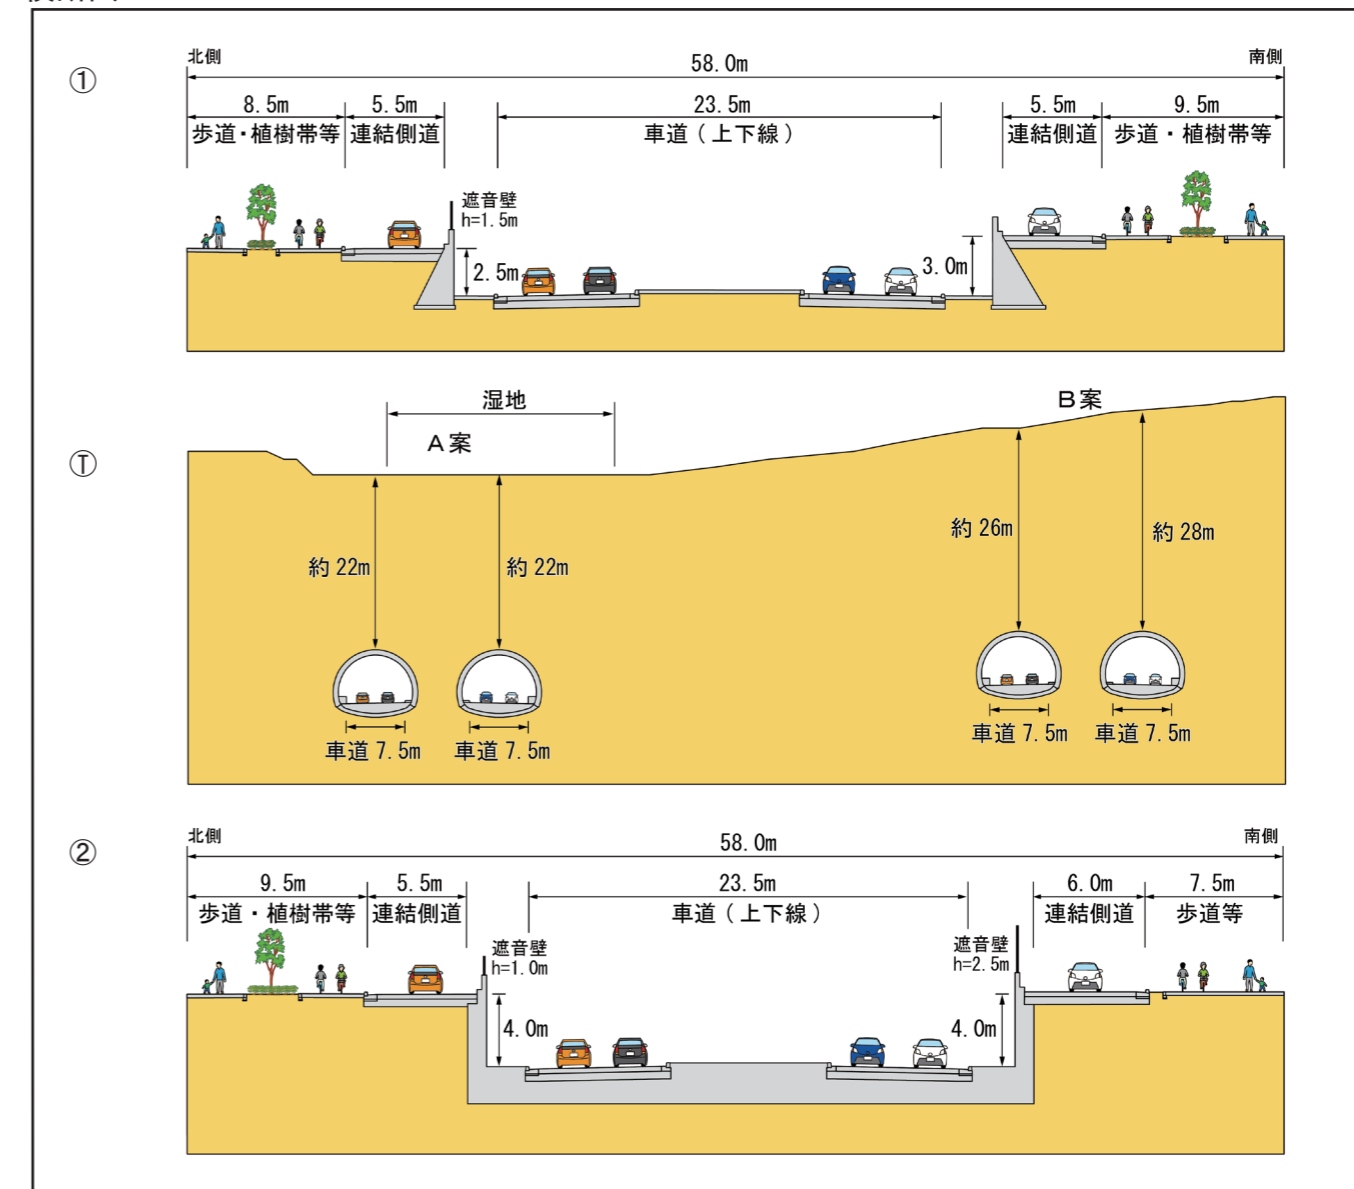 ①
北側
南側
58.0m
8.5m
5.5m
23.5m
5.5m
9.5m
歩道・植樹帯等
連結側道
車道(上下線)
連結側道
歩道・植樹帯等
遮音壁
h=1.5m
2.5m
3.0m
Ⓣ
湿地
A案
B案
約22m
約22m
約26m
約28m
車道7.5m
車道7.5m
車道7.5m
車道7.5m
②
北側
南側
58.0m
9.5m
5.5m
23.5m
6.0m
7.5m
歩道・植樹帯等
連結側道
車道(上下線)
連結側道
歩道等
遮音壁
h=1.0m
遮音壁
h=2.5m
4.0m
4.0m